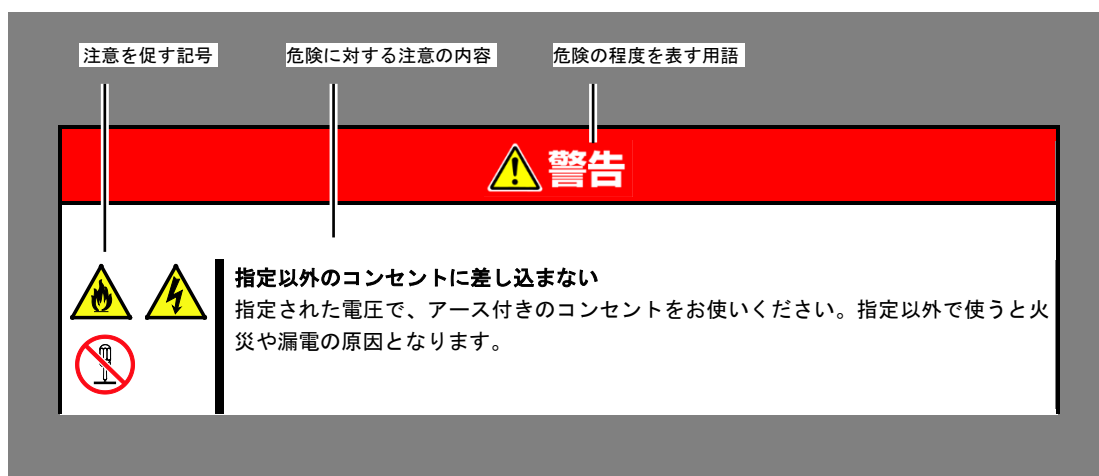 注意を促す記号
危険に対する注意の内容
危険の程度を表す用語
警告
指定以外のコンセントに差し込まない
指定された電圧で、アース付きのコンセントをお使いください。指定以外で使うと火
災や漏電の原因となります。